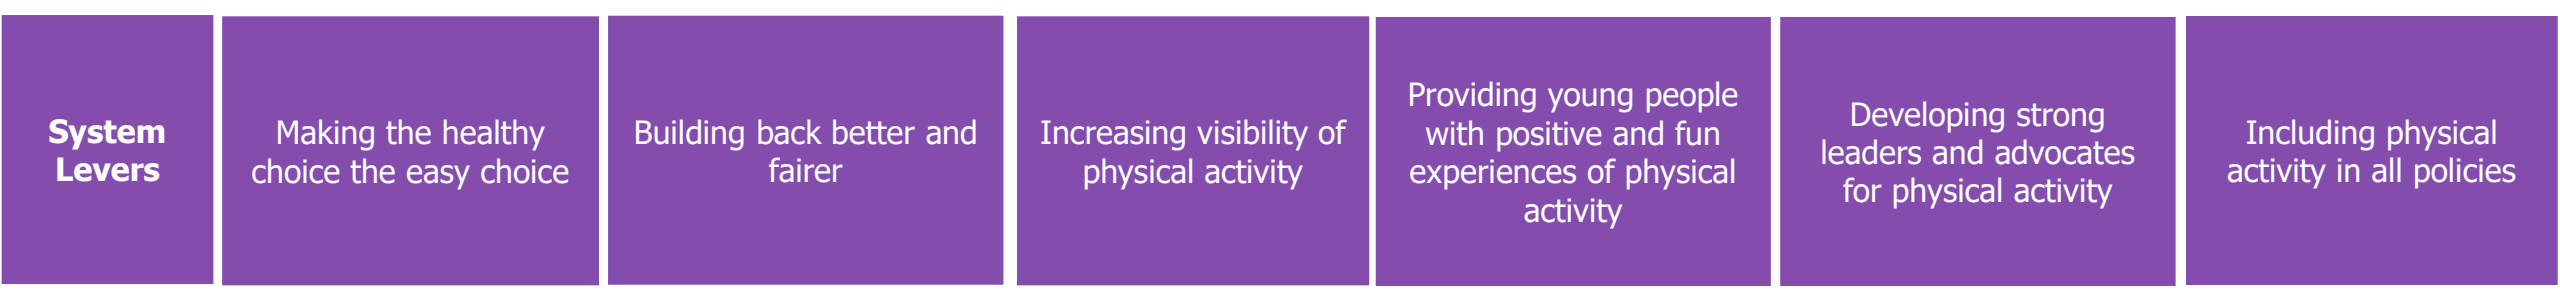 System
Levers
Making the healthy
choice the easy choice
Building back better and
fairer
Increasing visibility of
physical activity
Providing young people
with positive and fun
experiences of physical
activity
Developing strong
leaders and advocates
for physical activity
Including physical
activity in all policies